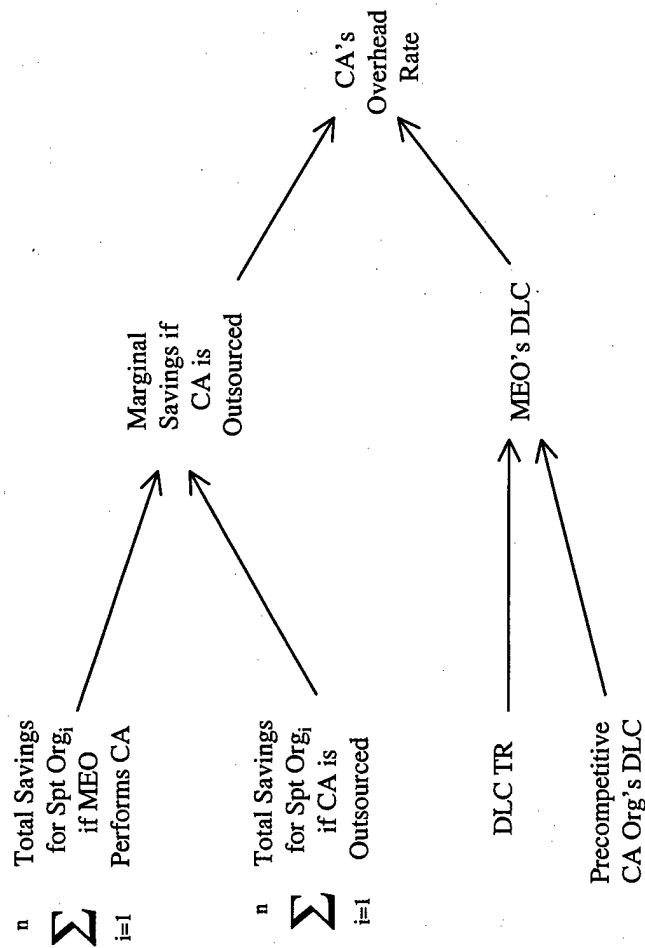 n
∑
i=1
Total Savings
for Spt Orgᵢ
if MEO
Performs CA
n
∑
i=1
Total Savings
for Spt Orgᵢ
if CA is
Outsourced
DLC TR
Precompetitive
CA Org's DLC
Marginal
Savings if
CA is
Outsourced
MEO's DLC
CA's
Overhead
Rate